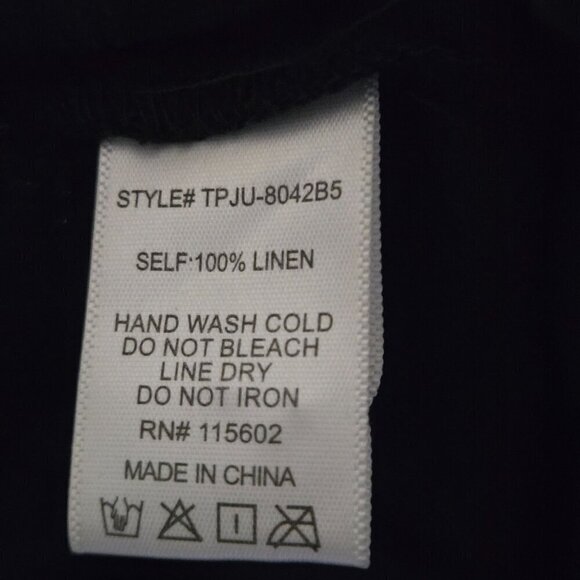 STYLE# TPJU-8042B5
SELF:100% LINEN
HAND WASH COLD
DO NOT BLEACH
LINE DRY
DO NOT IRON
RN# 115602
MADE IN CHINA